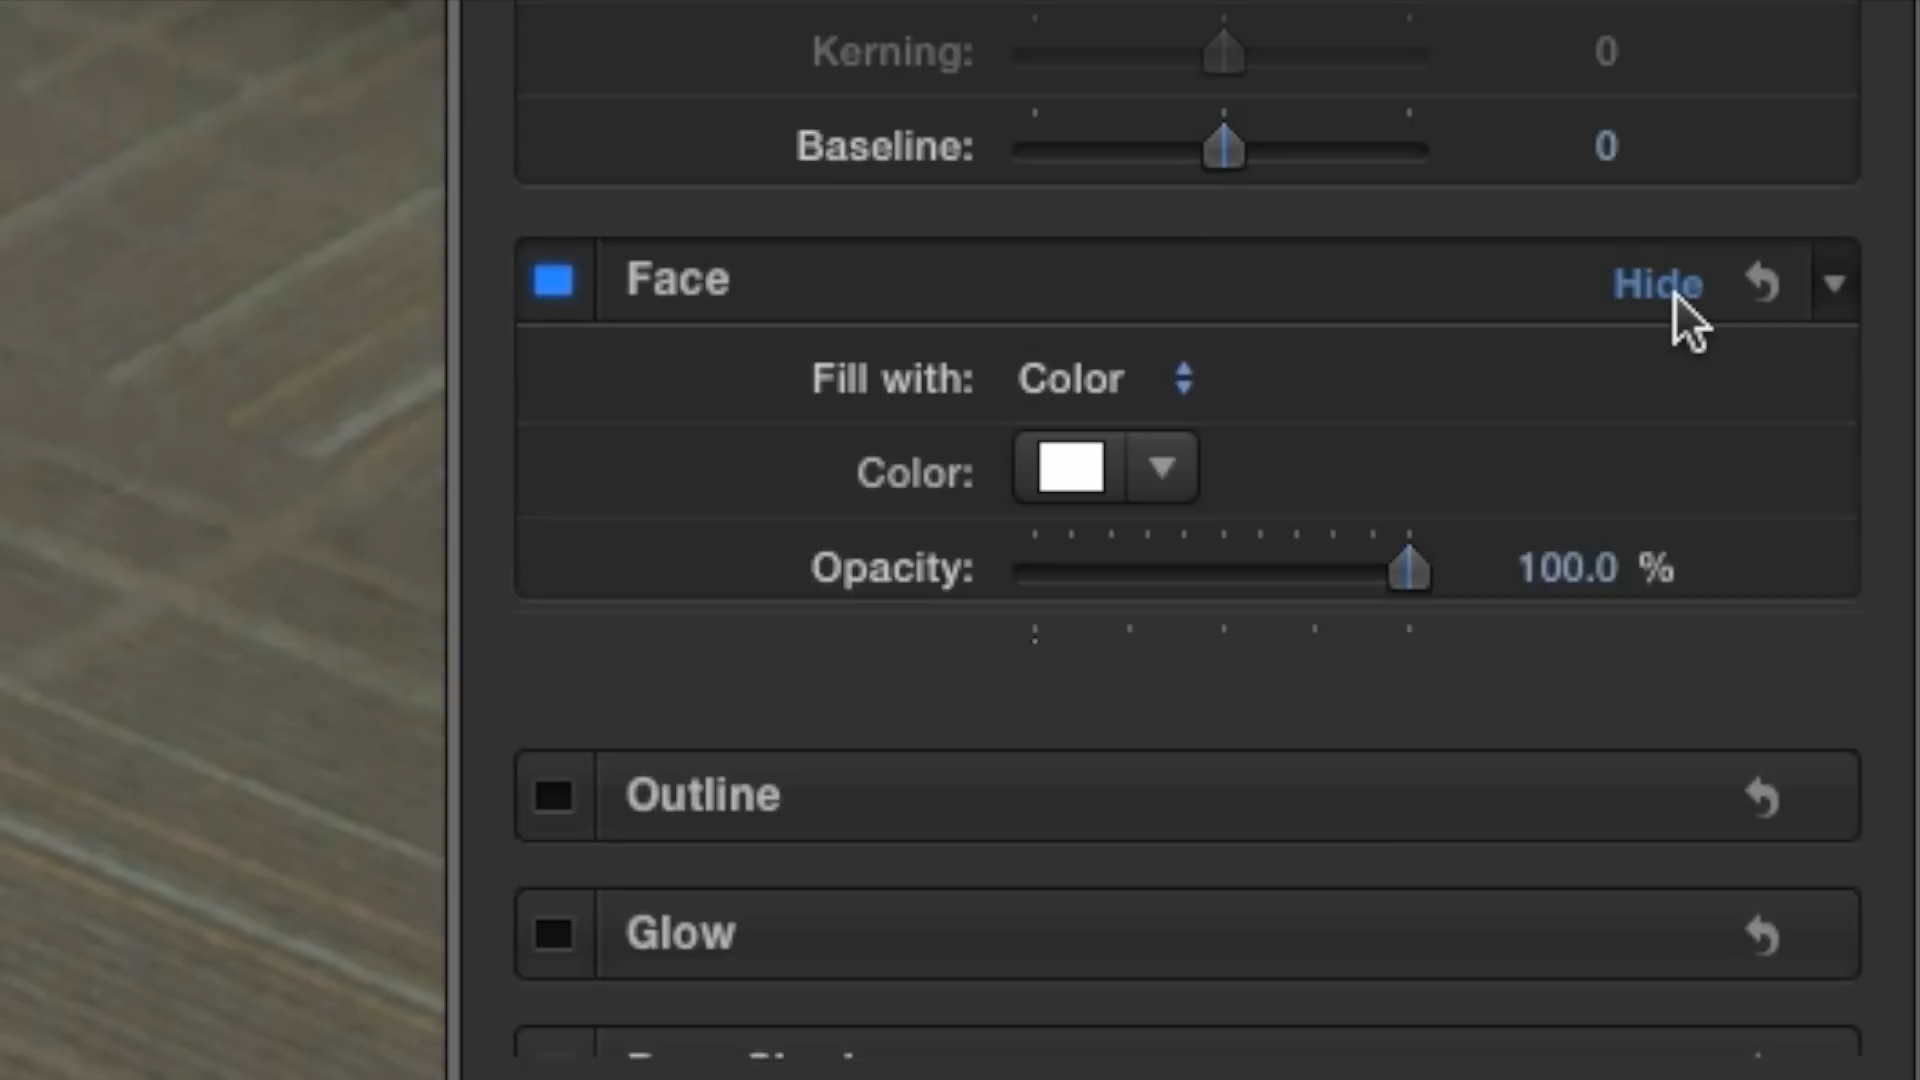 Kerning: 0
Baseline: 0
Face Hide
Fill with: Color
Color:
Opacity: 100.0 %
Outline
Glow